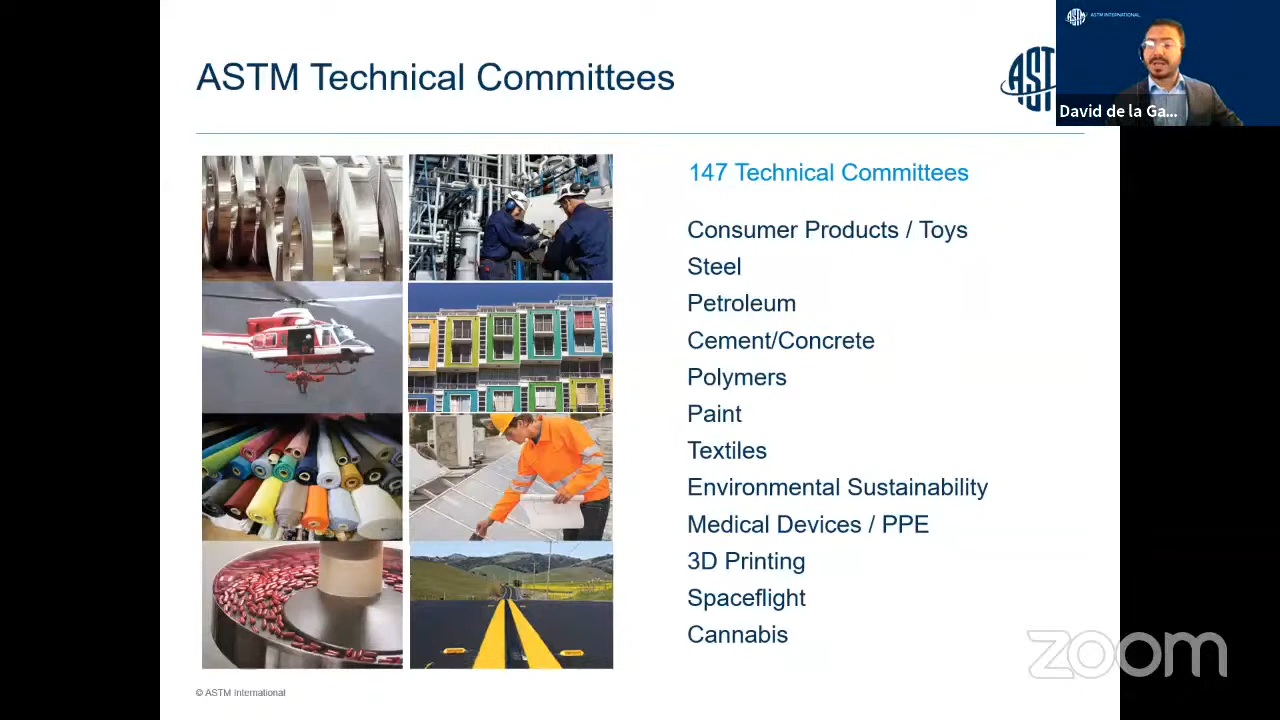 ASTM Technical Committees
AST
ASTM INTERNATIONAL
David de la Ga...
147 Technical Committees
Consumer Products / Toys
Steel
Petroleum
Cement/Concrete
Polymers
Paint
Textiles
Environmental Sustainability
Medical Devices / PPE
3D Printing
Spaceflight
Cannabis
zoom
© ASTM International